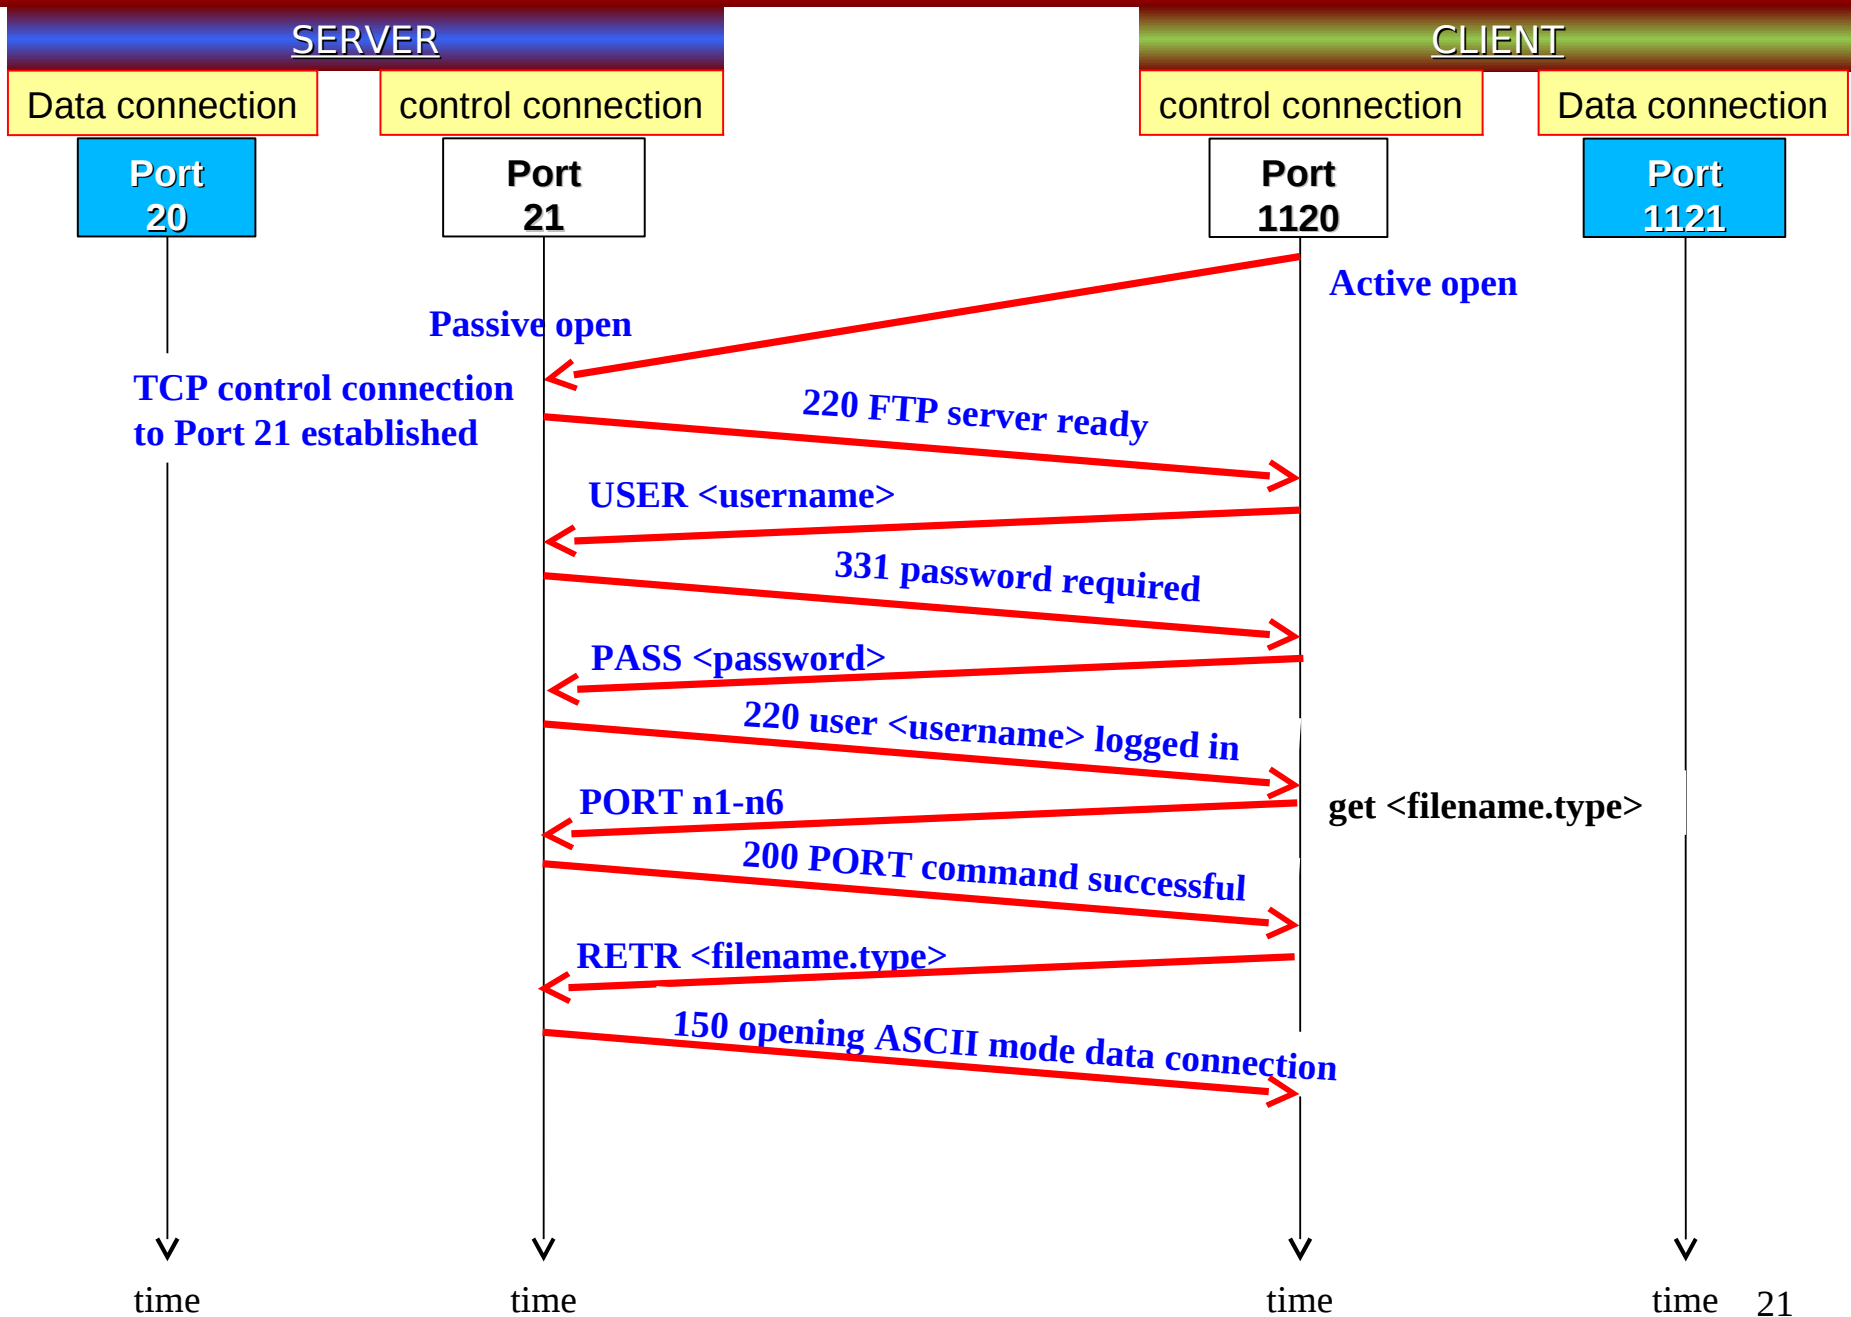 SERVER
CLIENT
Data connection
control connection
control connection
Data connection
Port
20
Port
21
Port
1120
Port
1121
Active open
Passive open
TCP control connection
to Port 21 established
220 FTP server ready
USER <username>
331 password required
PASS <password>
220 user <username> logged in
PORT n1-n6
get <filename.type>
200 PORT command successful
RETR <filename.type>
150 opening ASCII mode data connection
time
time
time
time
21